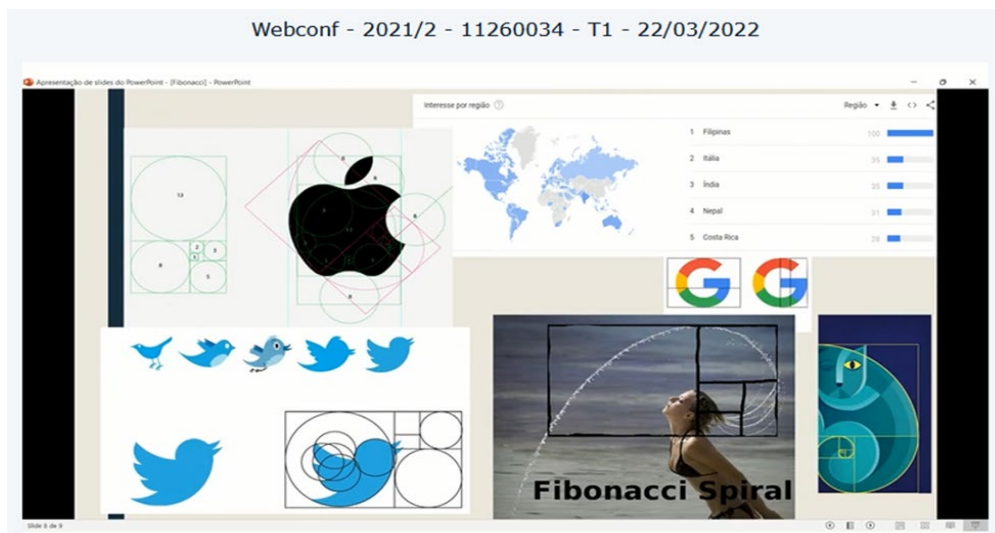 Webconf - 2021/2 - 11260034 - T1 - 22/03/2022
Apresentação de slides do PowerPoint - [Fibonacci] - PowerPoint
Interesse por região
Região
1 Filipinas 100
2 Itália 35
3 Índia 35
4 Nepal 31
5 Costa Rica 28
13
8
2
3
1
5
8
Fibonacci Spiral
Slide 8 de 9